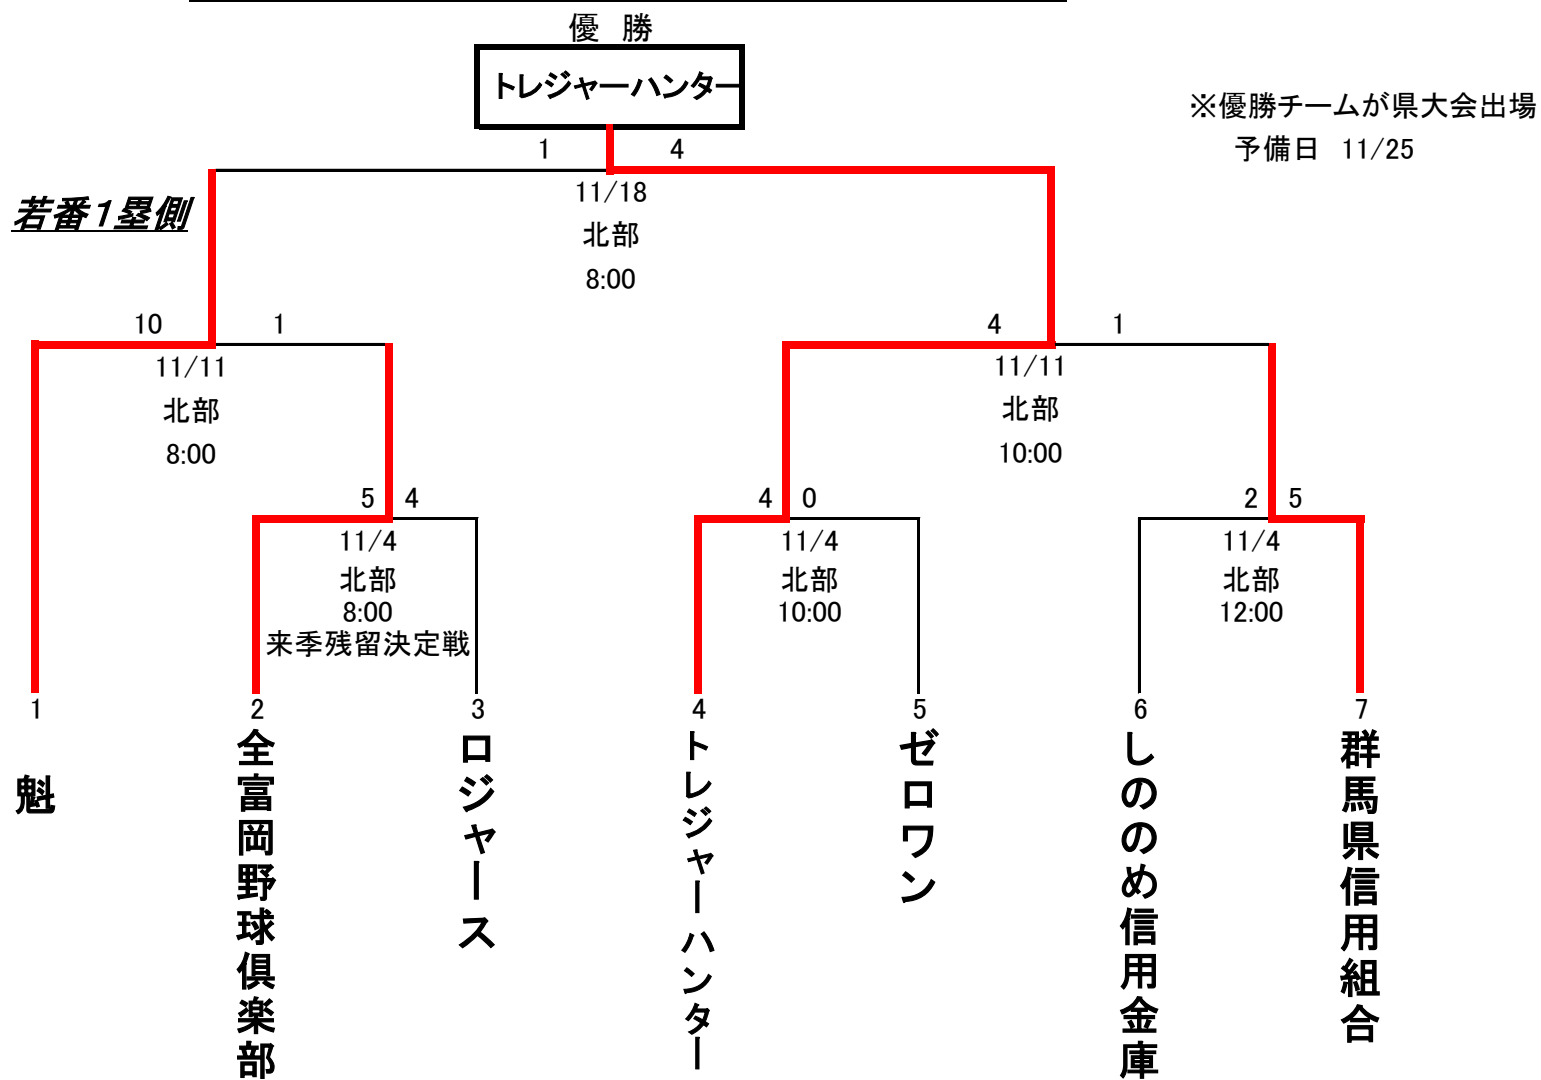 優 勝
トレジャーハンター
※優勝チームが県大会出場
予備日 11/25
1 4
11/18
北部
8:00
若番1塁側
10 1
11/11
北部
8:00
4 1
11/11
北部
10:00
5 4
11/4
北部
8:00
来季残留決定戦
4 0
11/4
北部
10:00
2 5
11/4
北部
12:00
1
魁
2
全富岡野球倶楽部
3
ロジャース
4
トレジャーハンター
5
ゼロワン
6
しののめ信用金庫
7
群馬県信用組合